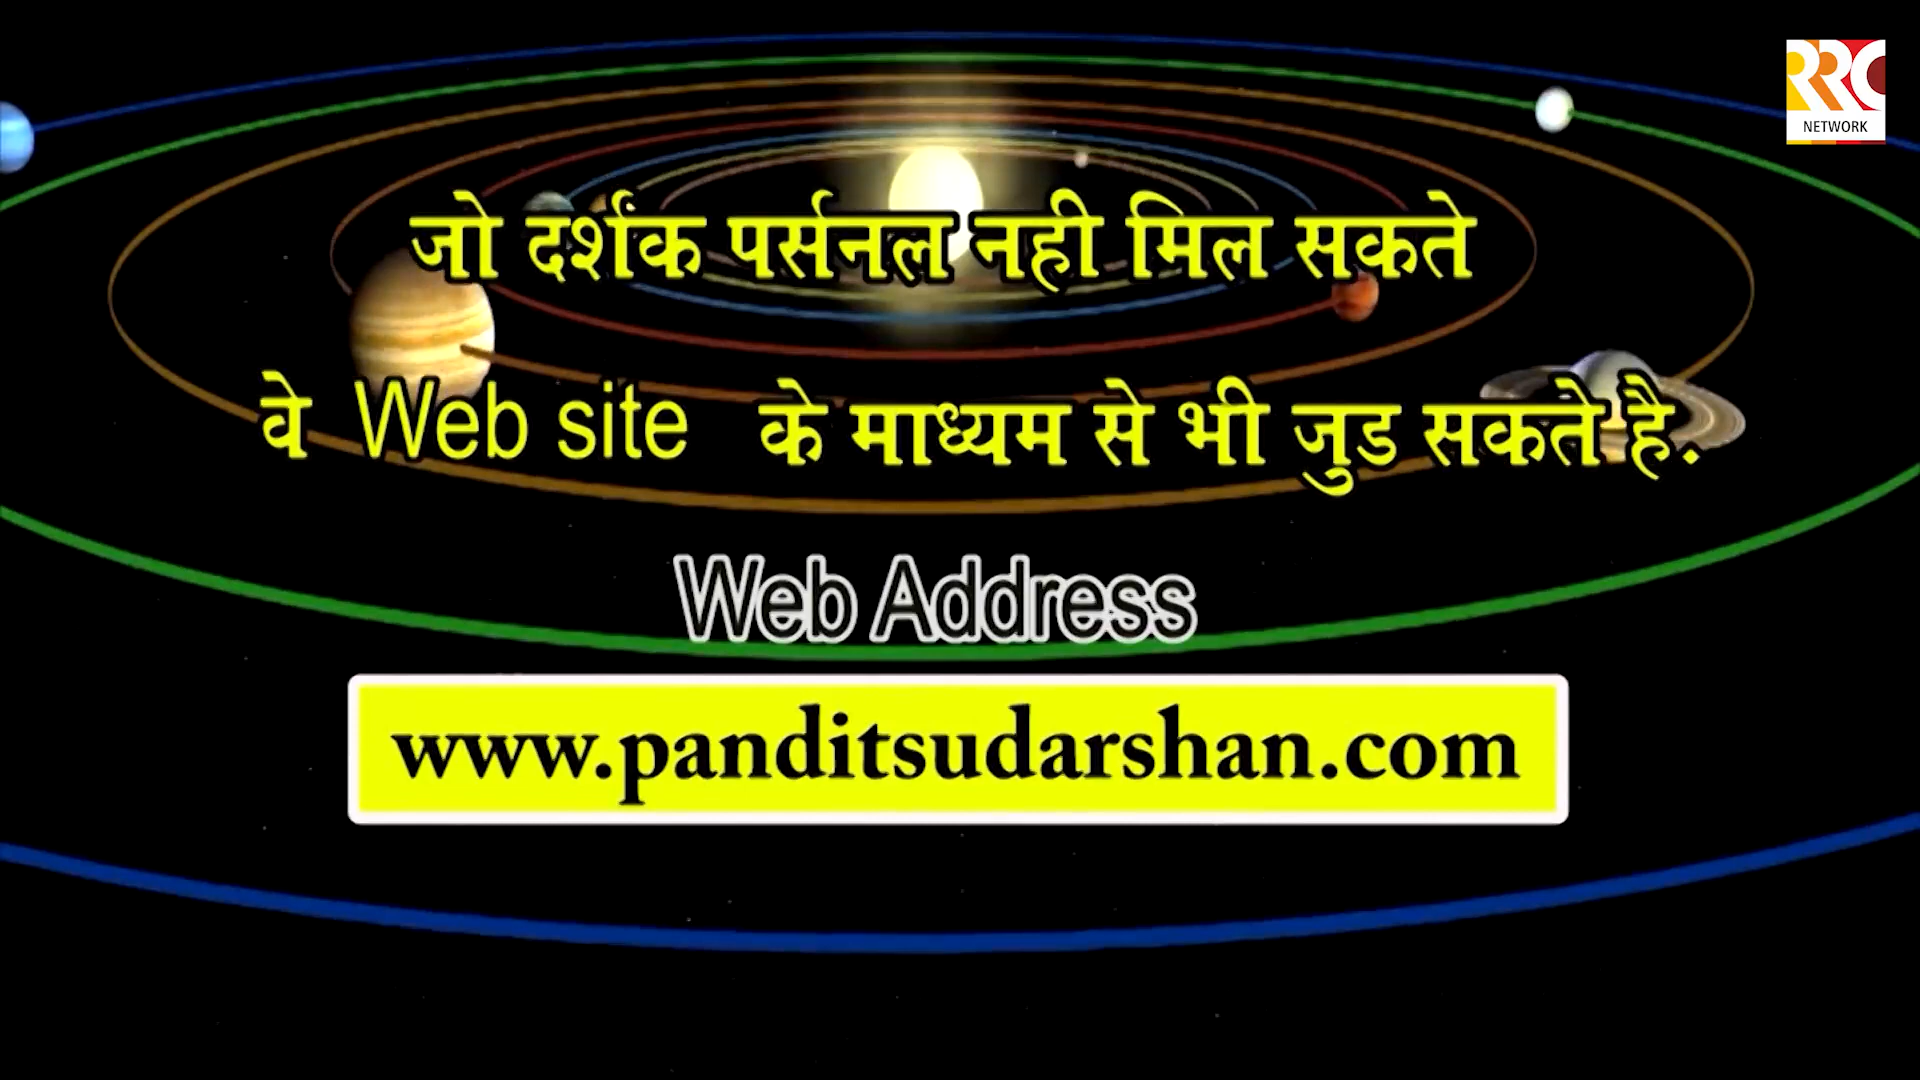 RRC
NETWORK
जो दर्शक पर्सनल नही मिल सकते
वे Web site के माध्यम से भी जुड सकते है.
Web Address
www.panditsudarshan.com